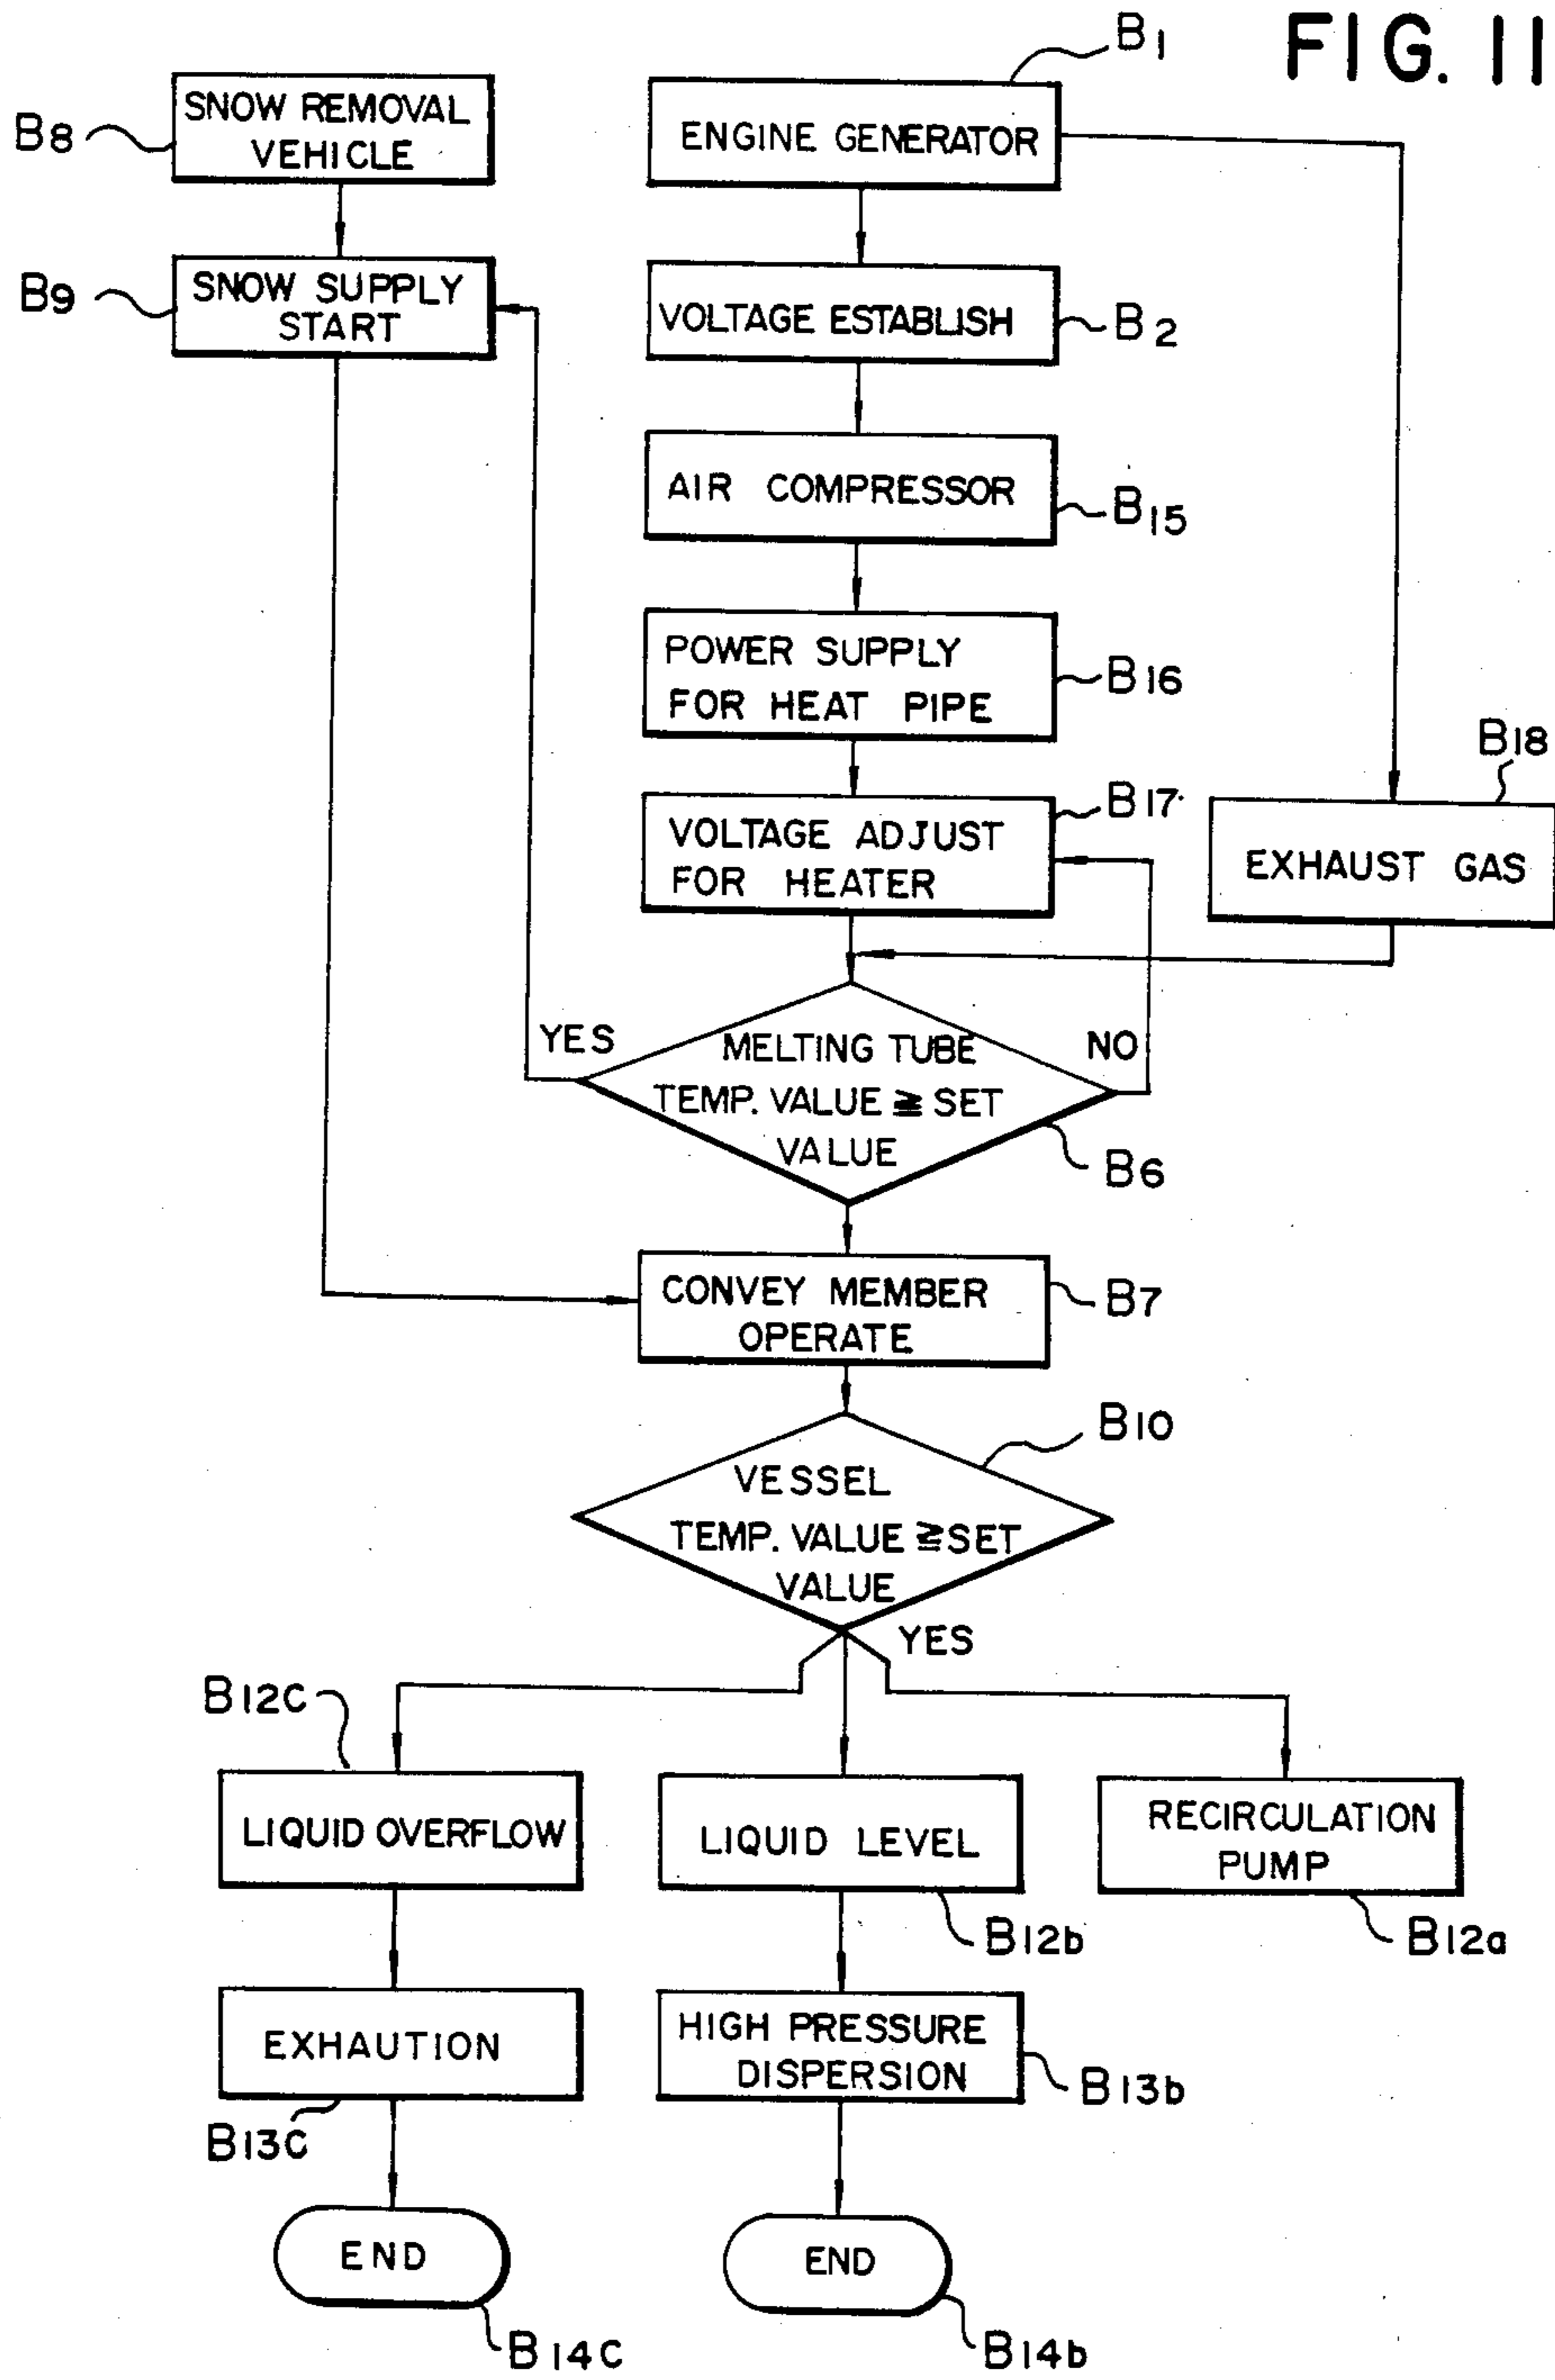 FIG. 11
B1
B8
SNOW REMOVAL
VEHICLE
ENGINE GENERATOR
B9
SNOW SUPPLY
START
VOLTAGE ESTABLISH
B2
AIR COMPRESSOR
B15
POWER SUPPLY
FOR HEAT PIPE
B16
B17
VOLTAGE ADJUST
FOR HEATER
B18
EXHAUST GAS
YES
MELTING TUBE
TEMP. VALUE ≧ SET
VALUE
NO
B6
CONVEY MEMBER
OPERATE
B7
B10
VESSEL
TEMP. VALUE ≧ SET
VALUE
YES
B12c
LIQUID OVERFLOW
LIQUID LEVEL
RECIRCULATION
PUMP
B12b
B12a
EXHAUTION
HIGH PRESSURE
DISPERSION
B13c
B13b
END
END
B14c
B14b